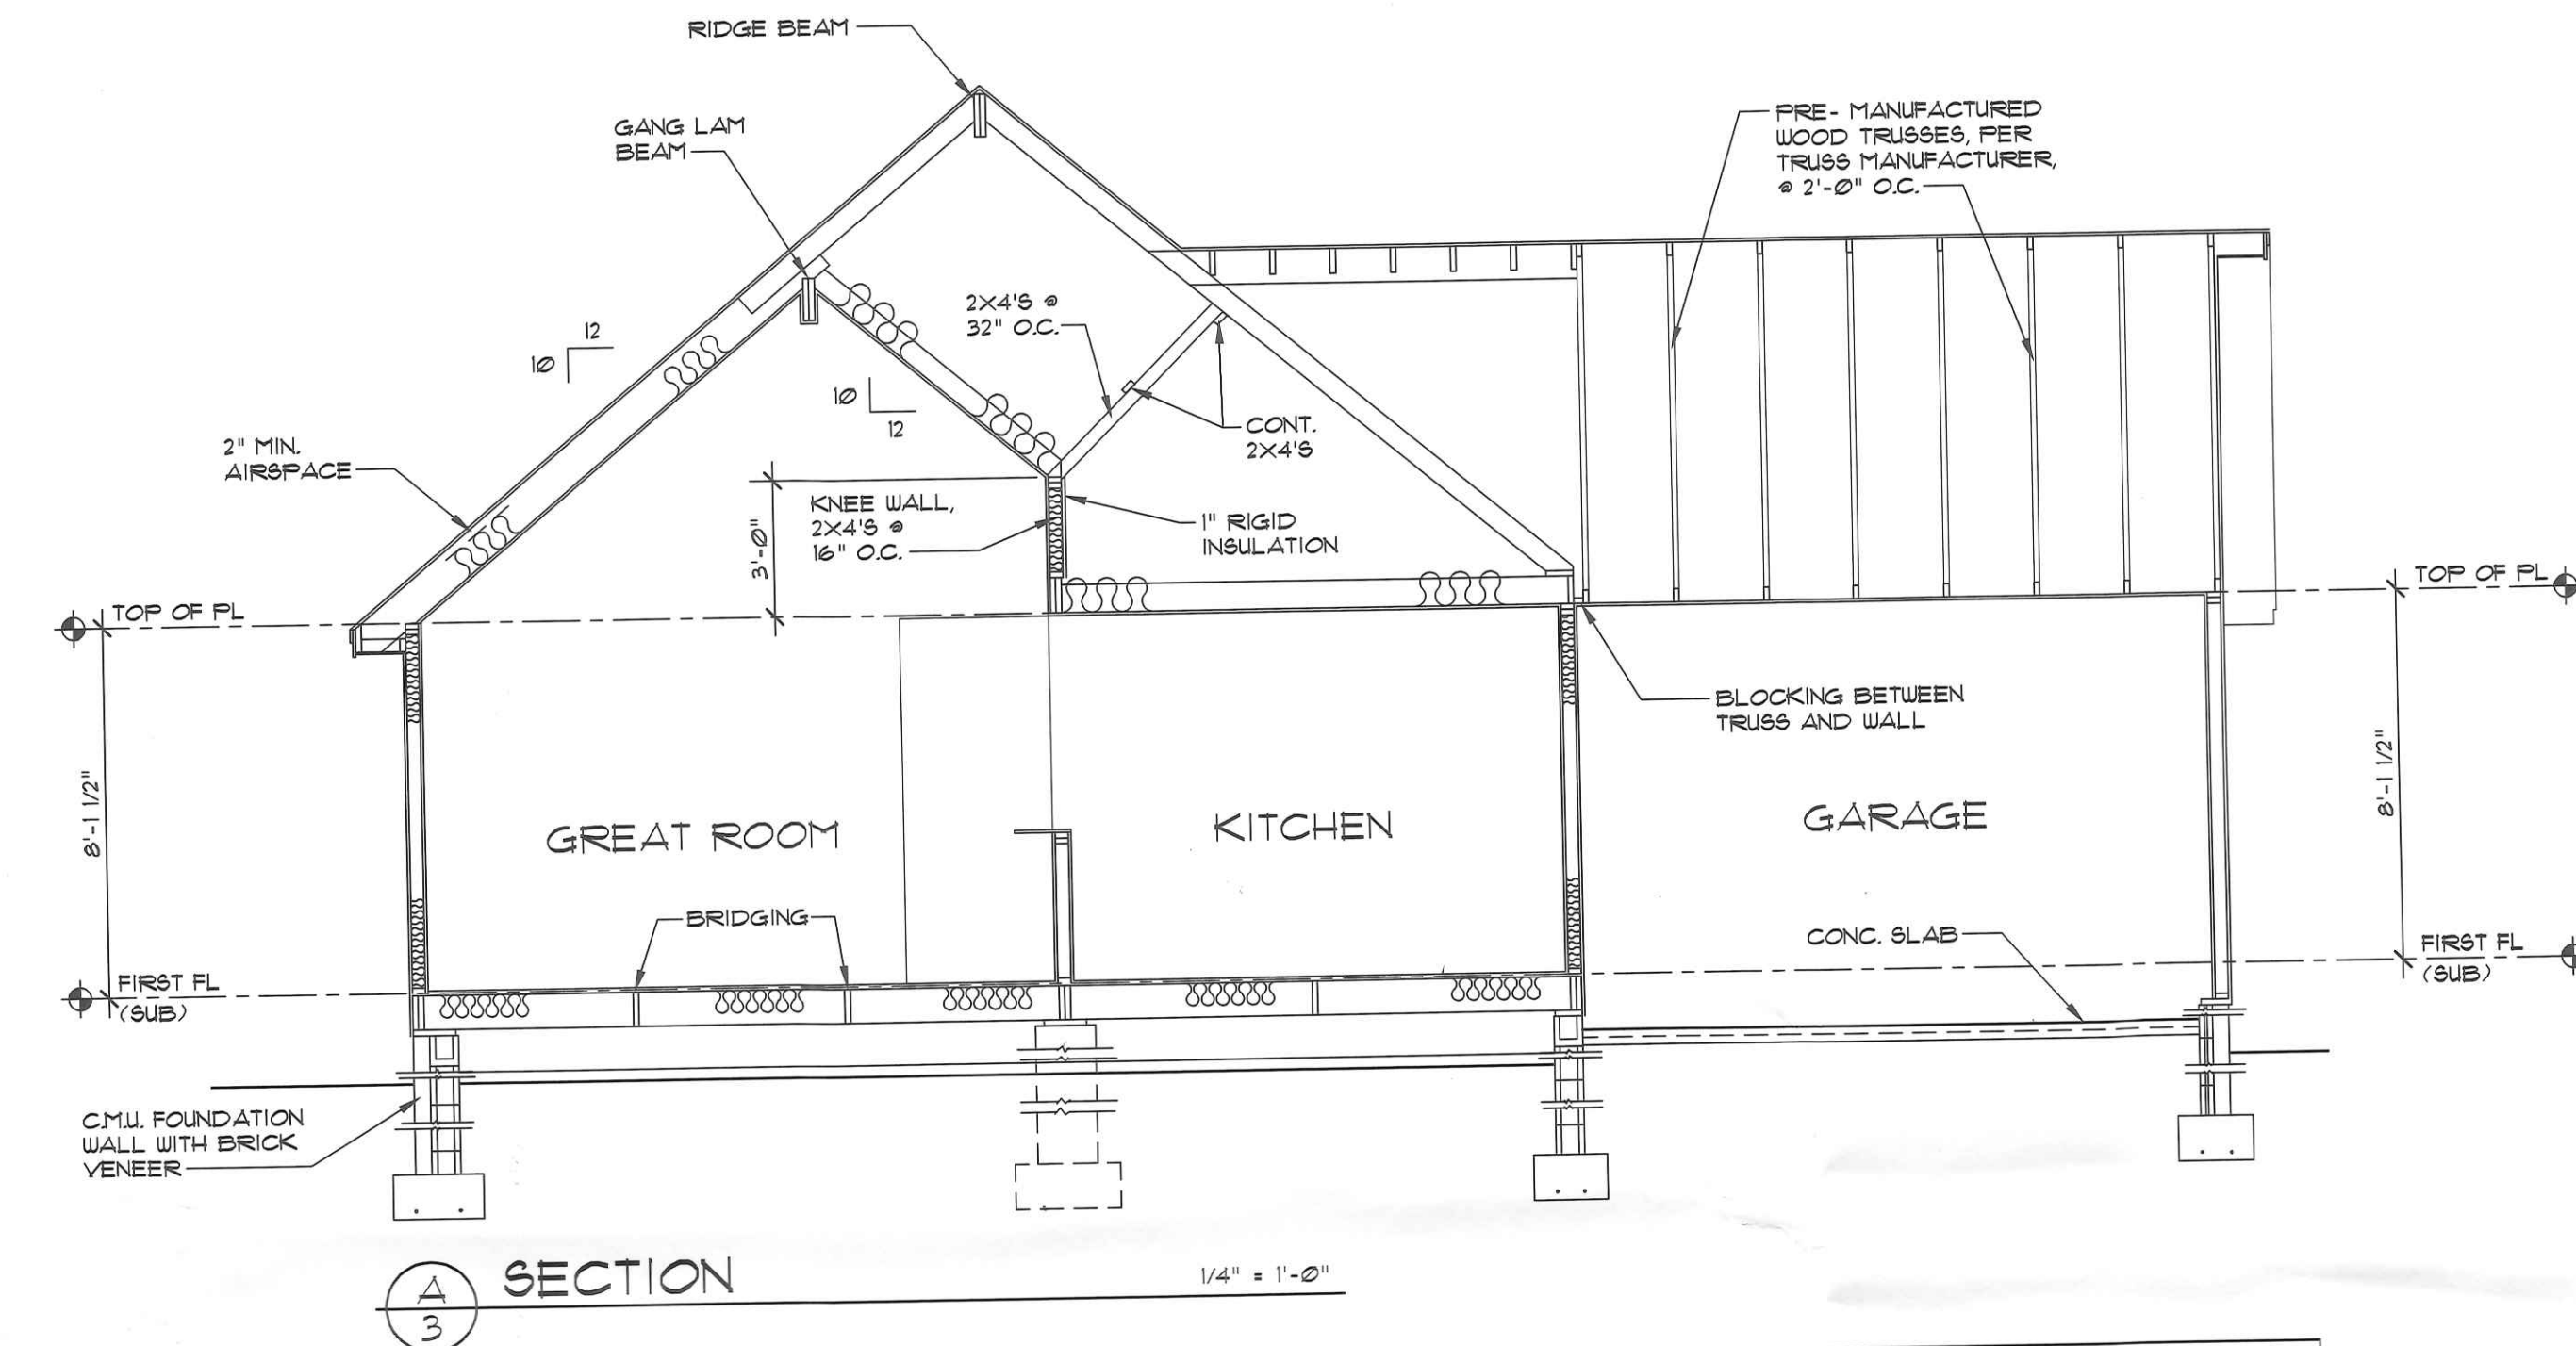 RIDGE BEAM
GANG LAM
BEAM
PRE- MANUFACTURED
WOOD TRUSSES, PER
TRUSS MANUFACTURER,
@ 2'-0" O.C.
2X4'S @
32" O.C.
12
10
10
12
CONT.
2X4'S
2" MIN.
AIRSPACE
KNEE WALL,
2X4'S @
16" O.C.
3'-0"
1" RIGID
INSULATION
TOP OF PL
TOP OF PL
BLOCKING BETWEEN
TRUSS AND WALL
8'-1 1/2"
8'-1 1/2"
GREAT ROOM
KITCHEN
GARAGE
BRIDGING
CONC. SLAB
FIRST FL
(SUB)
FIRST FL
(SUB)
C.M.U. FOUNDATION
WALL WITH BRICK
VENEER
A
3
SECTION
1/4" = 1'-0"